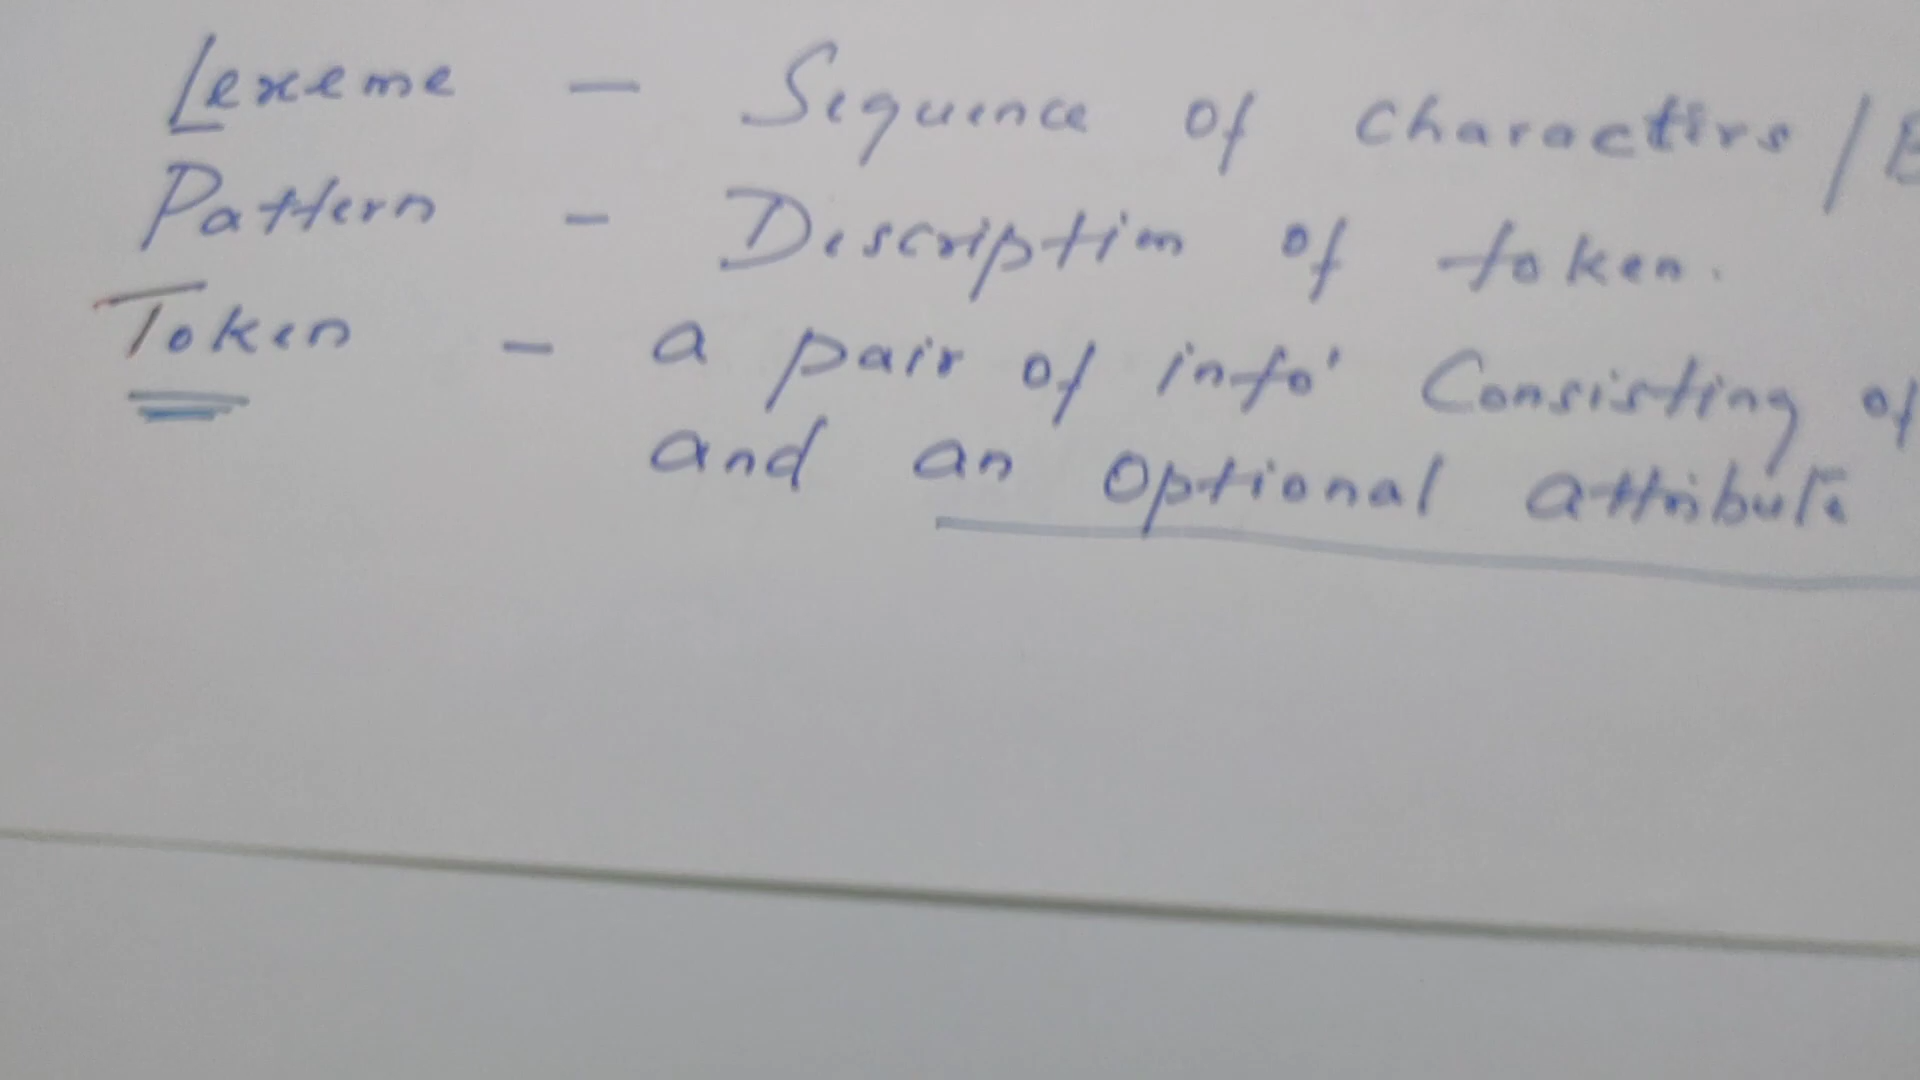 Lexeme - Sequence of characters /
Pattern - Description of token.
Token - a pair of info' Consisting of
and an optional attribute